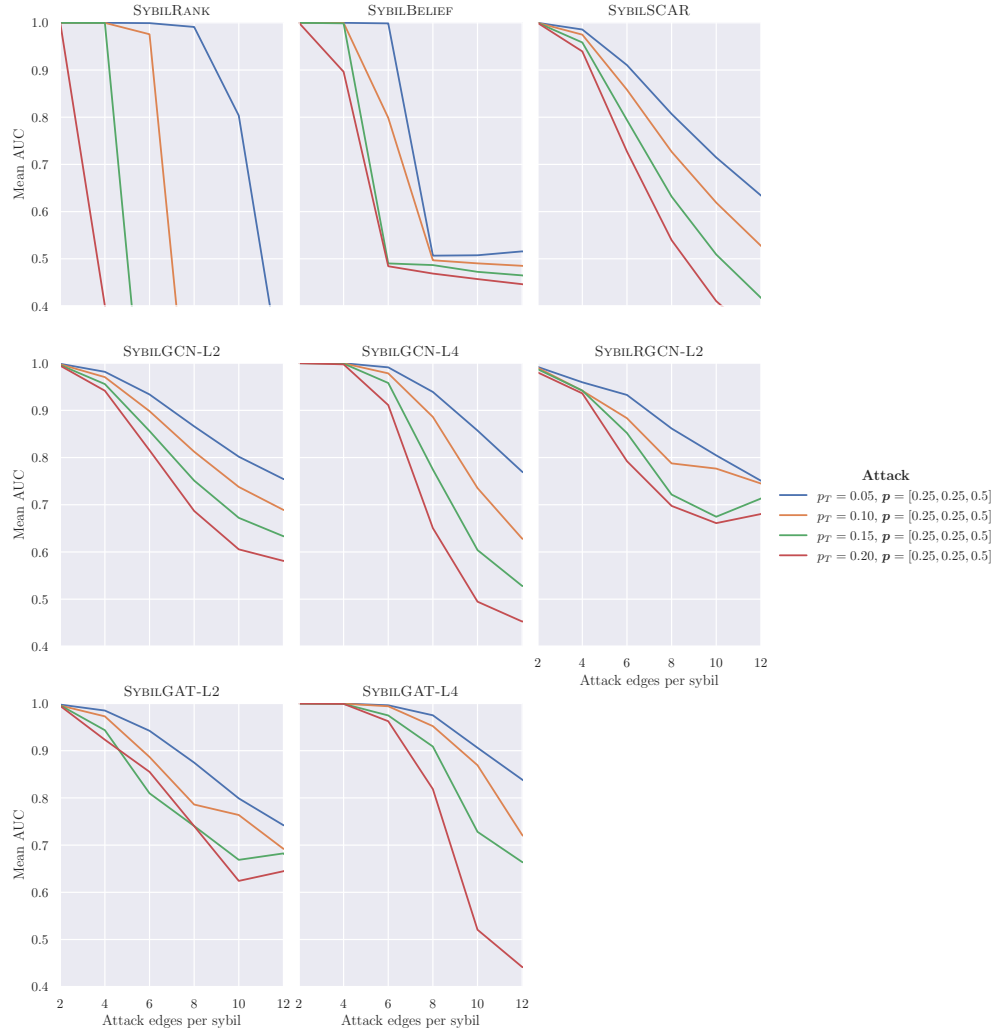 SYBILRANK SYBILBELIEF SYBILSCAR
1.0
0.9
0.8
0.7
0.6
0.5
0.4
Mean AUC
SYBILGCN-L2 SYBILGCN-L4 SYBILRGCN-L2
1.0
0.9
0.8
0.7
0.6
0.5
0.4
Mean AUC
2 4 6 8 10 12
Attack edges per sybil
Attack
p_T = 0.05, p = [0.25, 0.25, 0.5]
p_T = 0.10, p = [0.25, 0.25, 0.5]
p_T = 0.15, p = [0.25, 0.25, 0.5]
p_T = 0.20, p = [0.25, 0.25, 0.5]
SYBILGAT-L2 SYBILGAT-L4
1.0
0.9
0.8
0.7
0.6
0.5
0.4
Mean AUC
2 4 6 8 10 12 2 4 6 8 10 12
Attack edges per sybil Attack edges per sybil